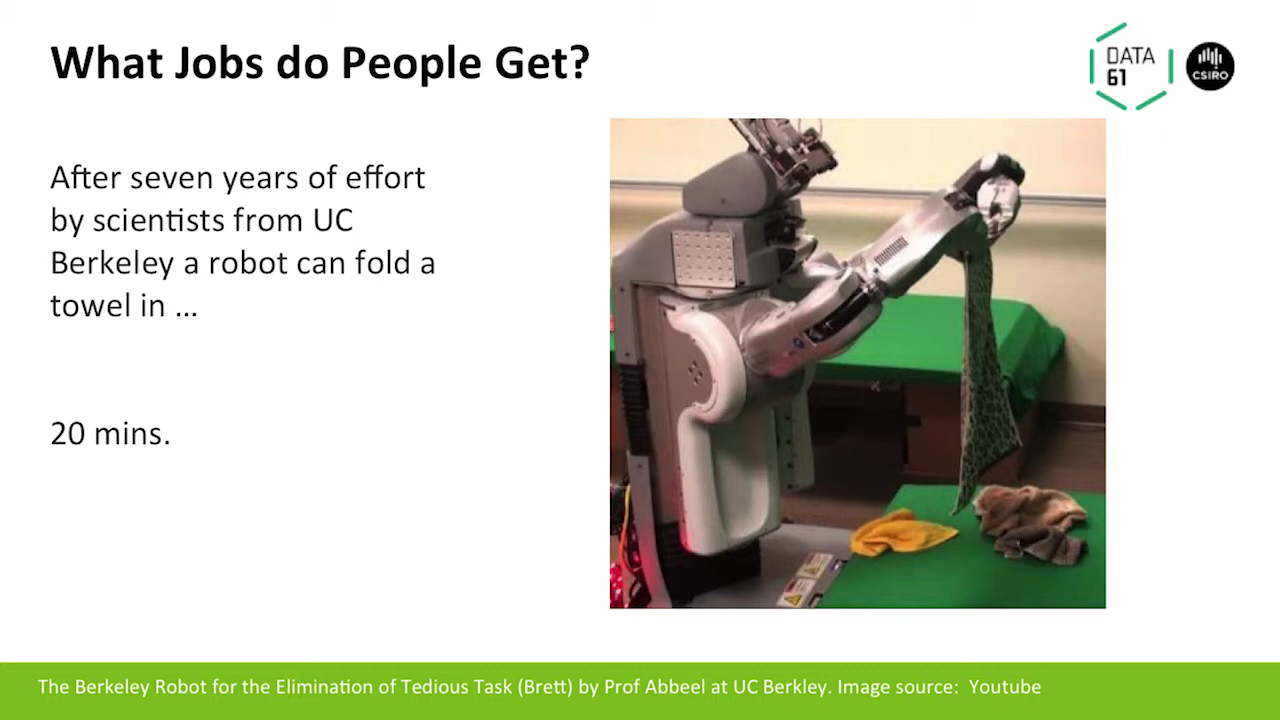 What Jobs do People Get?
DATA
61
CSIRO
After seven years of effort
by scientists from UC
Berkeley a robot can fold a
towel in ...
20 mins.
The Berkeley Robot for the Elimination of Tedious Task (Brett) by Prof Abbeel at UC Berkley. Image source: Youtube